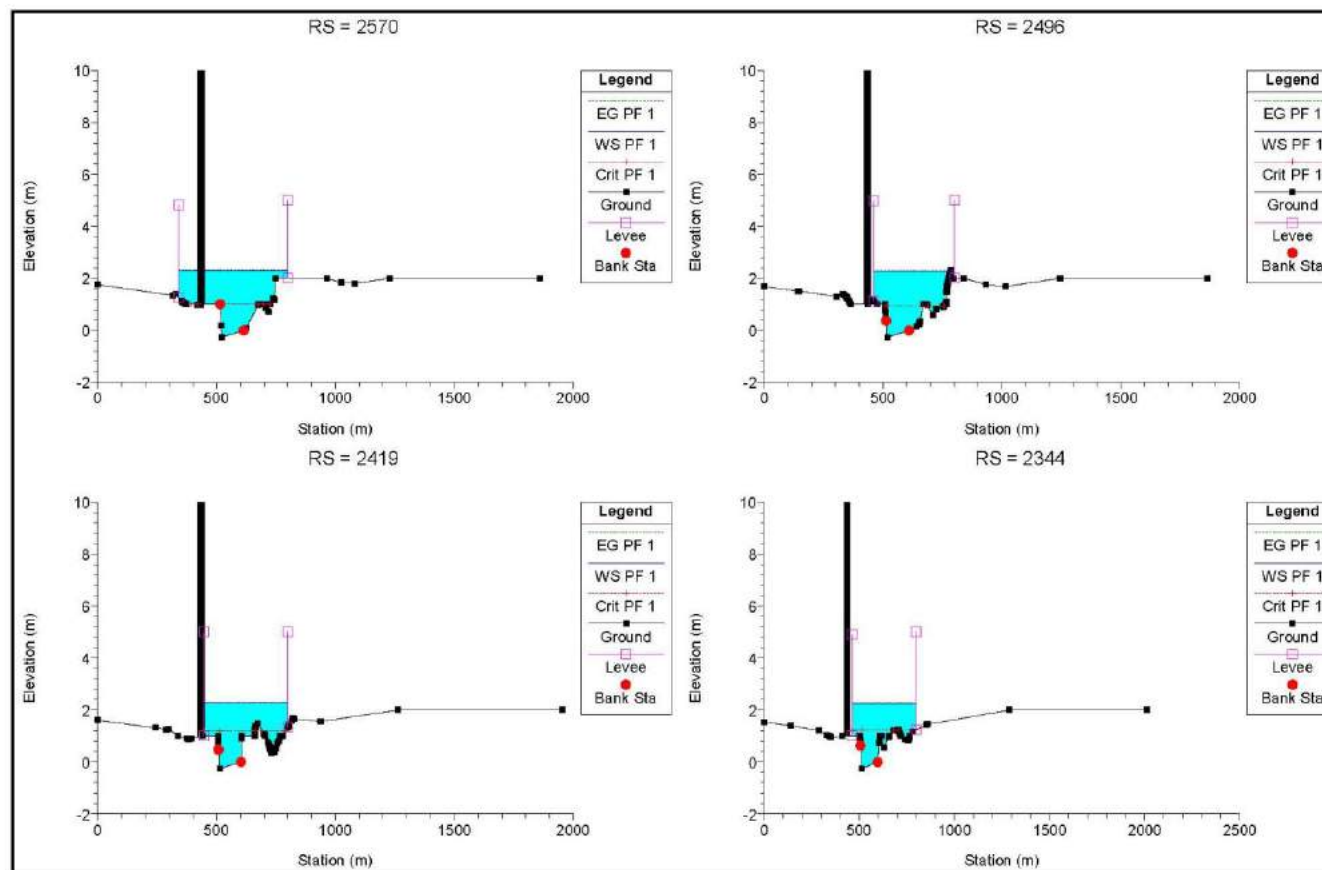 RS = 2570
10
8
6
4
2
0
-2
Elevation (m)
0
500
1000
1500
2000
Station (m)
Legend
EG PF 1
WS PF 1
Crit PF 1
Ground
Levee
Bank Sta
RS = 2496
10
8
6
4
2
0
-2
Elevation (m)
0
500
1000
1500
2000
Station (m)
Legend
EG PF 1
WS PF 1
Crit PF 1
Ground
Levee
Bank Sta
RS = 2419
10
8
6
4
2
0
-2
Elevation (m)
0
500
1000
1500
2000
Station (m)
Legend
EG PF 1
WS PF 1
Crit PF 1
Ground
Levee
Bank Sta
RS = 2344
10
8
6
4
2
0
-2
Elevation (m)
0
500
1000
1500
2000
2500
Station (m)
Legend
EG PF 1
WS PF 1
Crit PF 1
Ground
Levee
Bank Sta